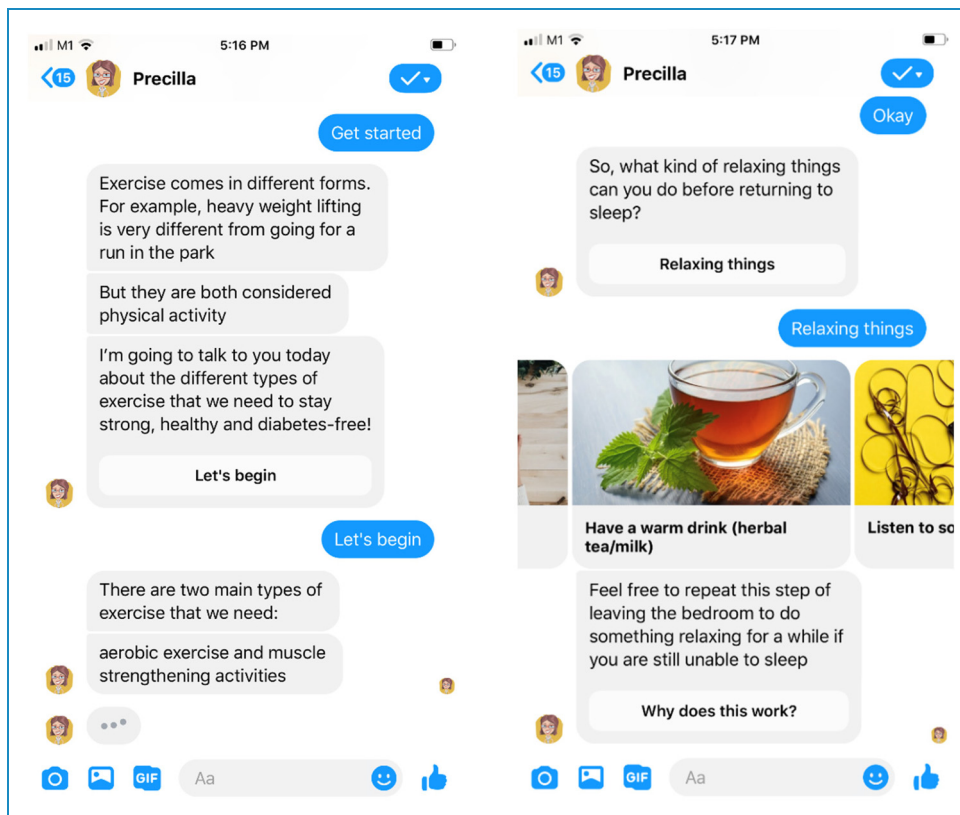 M1
5:16 PM
15
Precilla
Get started
Exercise comes in different forms.
For example, heavy weight lifting
is very different from going for a
run in the park
But they are both considered
physical activity
I'm going to talk to you today
about the different types of
exercise that we need to stay
strong, healthy and diabetes-free!
Let's begin
Let's begin
There are two main types of
exercise that we need:
aerobic exercise and muscle
strengthening activities
GIF
Aa
M1
5:17 PM
15
Precilla
Okay
So, what kind of relaxing things
can you do before returning to
sleep?
Relaxing things
Relaxing things
Have a warm drink (herbal
tea/milk)
Listen to so
Feel free to repeat this step of
leaving the bedroom to do
something relaxing for a while if
you are still unable to sleep
Why does this work?
GIF
Aa